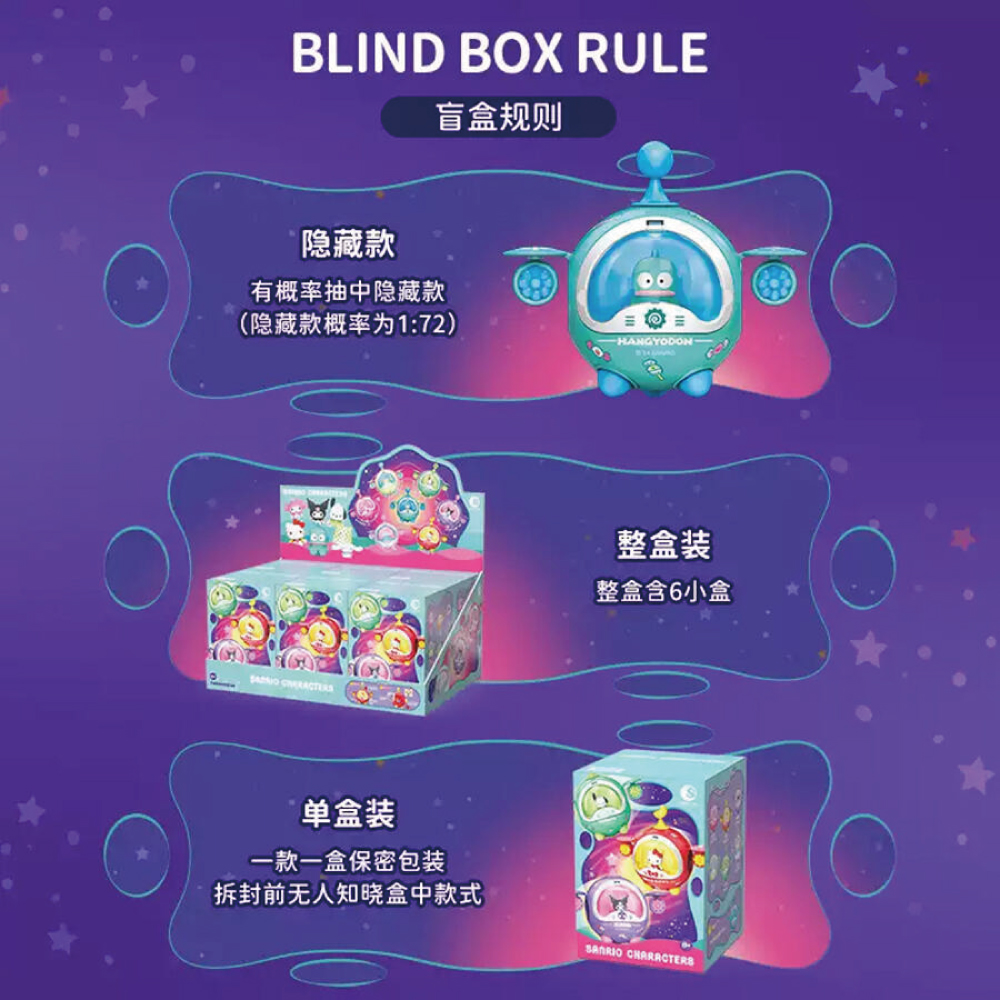 BLIND BOX RULE
盲盒规则
隐藏款
有概率抽中隐藏款
（隐藏款概率为1:72）
HANGYODON
SANRIO CHARACTERS
整盒装
整盒含6小盒
SANRIO CHARACTERS
单盒装
一款一盒保密包装
拆封前无人知晓盒中款式
SANRIO CHARACTERS